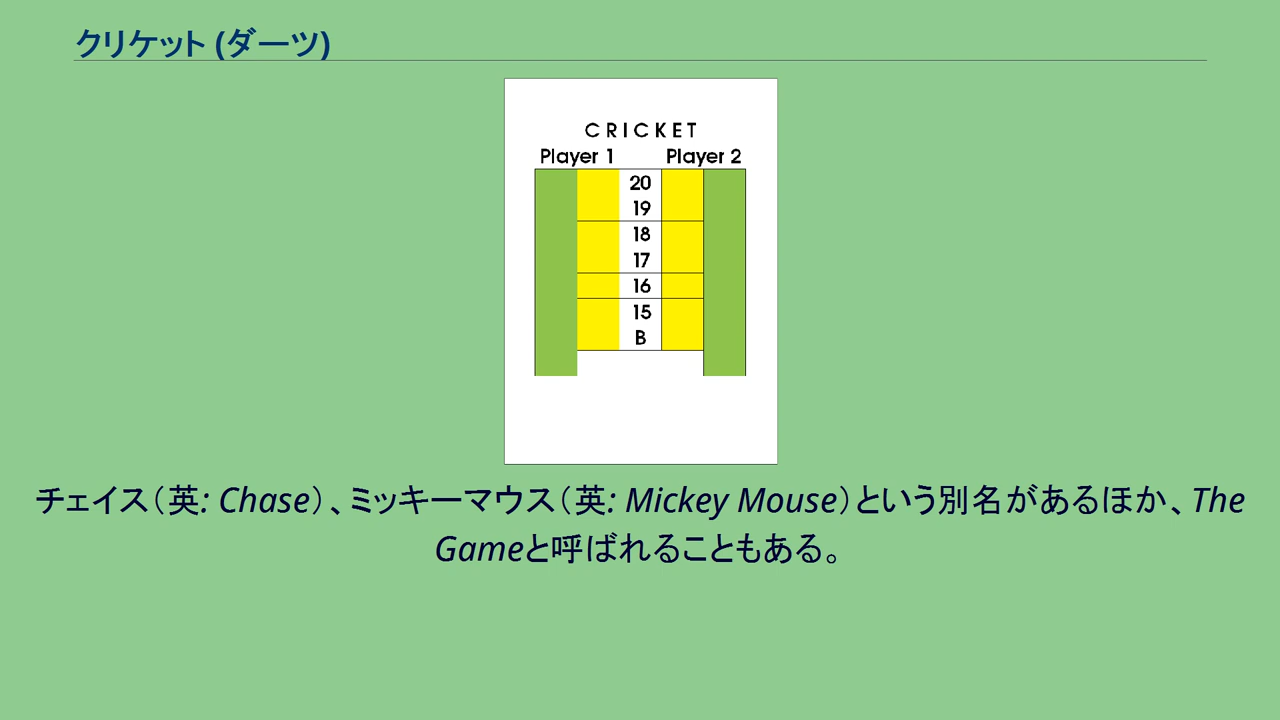 クリケット (ダーツ)
CRICKET
Player 1 Player 2
20
19
18
17
16
15
B
チェイス（英: Chase）、ミッキーマウス（英: Mickey Mouse）という別名があるほか、The
Gameと呼ばれることもある。